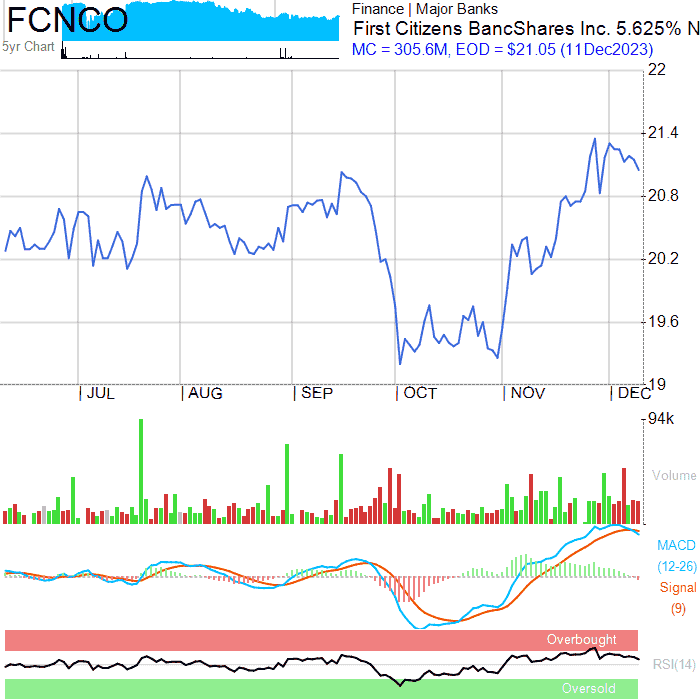 FCNCO
5yr Chart
Finance | Major Banks
First Citizens BancShares Inc. 5.625% N
MC = 305.6M, EOD = $21.05 (11Dec2023)
22
21.4
20.8
20.2
19.6
19
JUL AUG SEP OCT NOV DEC
94k
Volume
MACD
(12-26)
Signal
(9)
Overbought
RSI(14)
Oversold